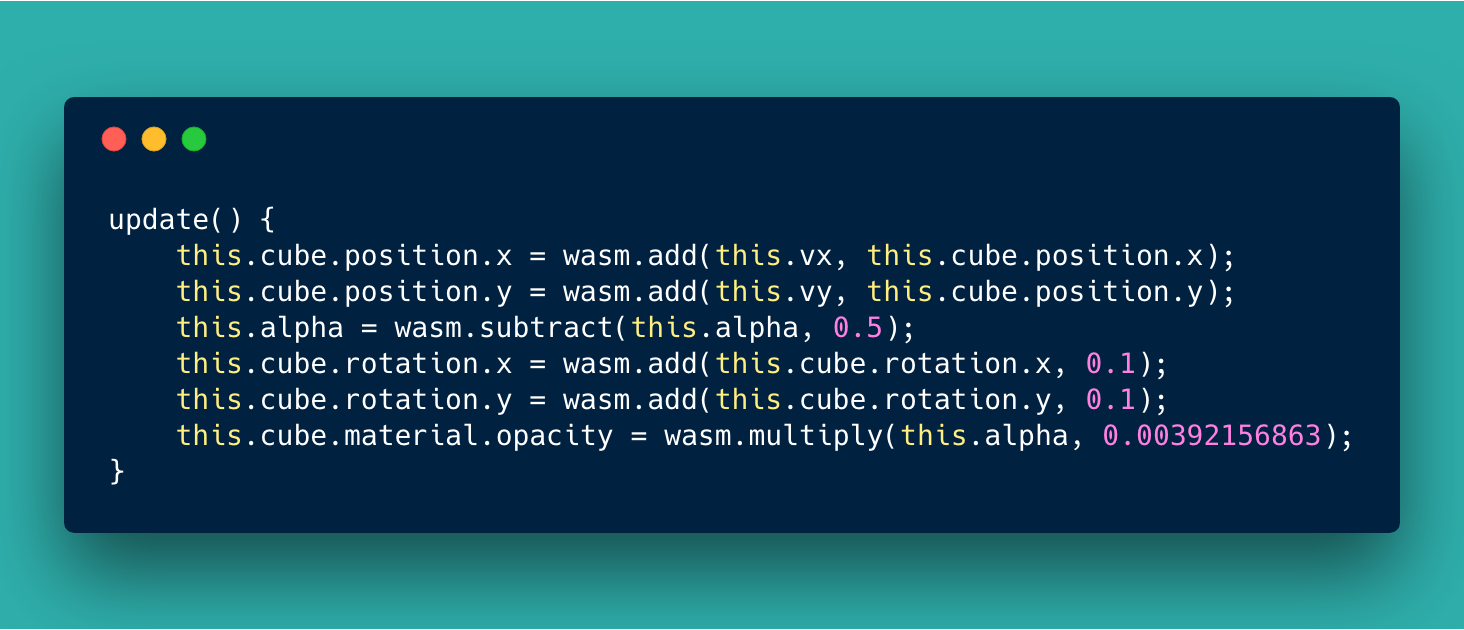 update() {
    this.cube.position.x = wasm.add(this.vx, this.cube.position.x);
    this.cube.position.y = wasm.add(this.vy, this.cube.position.y);
    this.alpha = wasm.subtract(this.alpha, 0.5);
    this.cube.rotation.x = wasm.add(this.cube.rotation.x, 0.1);
    this.cube.rotation.y = wasm.add(this.cube.rotation.y, 0.1);
    this.cube.material.opacity = wasm.multiply(this.alpha, 0.00392156863);
}